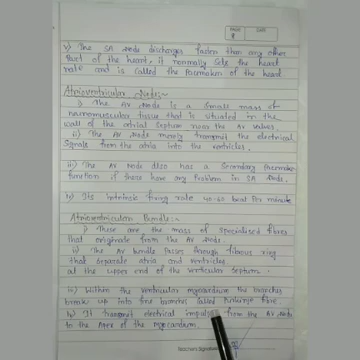 PAGE
DATE
v) The SA node discharges faster than any other
Part of the heart, it normally sets the heart
rate and is called the Pacemaker of the heart
Atrioventricular Nodes:-
i) The AV Node is a small mass of
neuromuscular tissue that is situated in the
wall of the atrial septum near the AV valves
ii) The AV Node merely transmit the electrical
signals from the atria into the ventricles.
iii) The AV Node also has a secondary Pacemaker
function if there have any Problem in SA Node.
iv) Its intrinsic firing rate 40-60 beat Per minute
Atrioventricular Bundle:-
i) These are the mass of specialised fibres
that originate from the AV Node
ii) The AV bundle Passes through fibrous ring
that separate atria and ventricles
at the upper end of the Ventricular Septum.
iii) Within the ventricular myocardium the branches
break up into fine branches called Purkinje fibre.
iv) It transmit electrical impulses from the AV Node
to the Apex of the myocardium.
Teacher's Signature